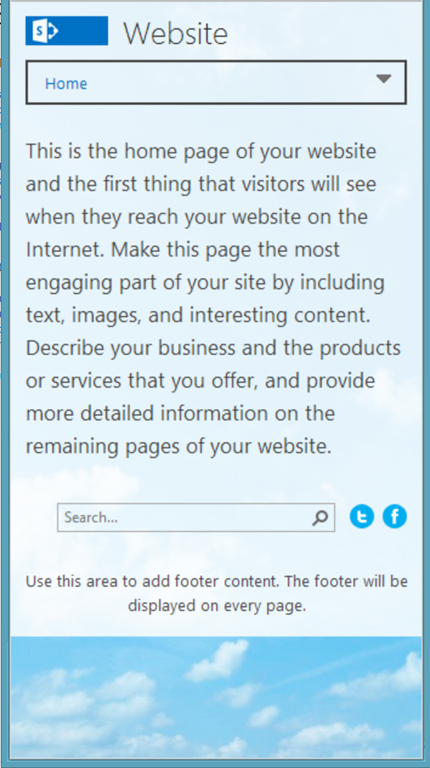 S Website
Home
This is the home page of your website
and the first thing that visitors will see
when they reach your website on the
Internet. Make this page the most
engaging part of your site by including
text, images, and interesting content.
Describe your business and the products
or services that you offer, and provide
more detailed information on the
remaining pages of your website.
Search...
Use this area to add footer content. The footer will be
displayed on every page.